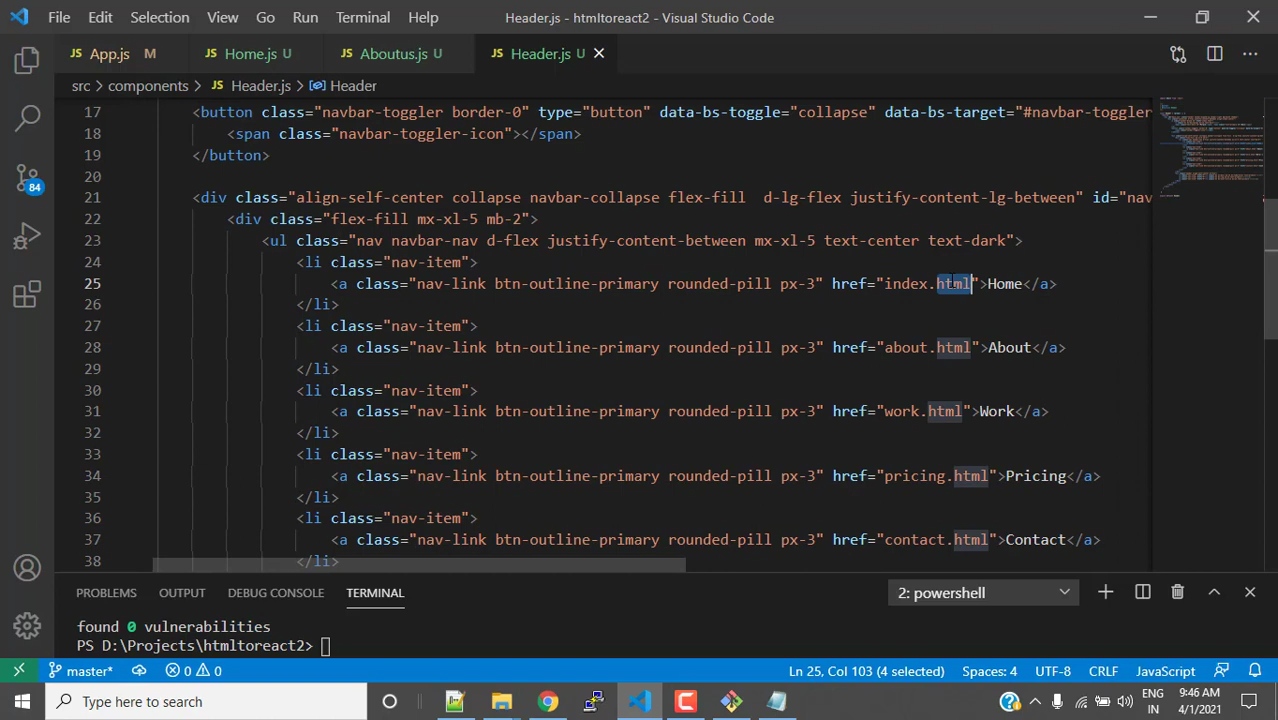 File Edit Selection View Go Run Terminal Help Header.js - htmltoreact2 - Visual Studio Code
JS App.js M JS Home.js U JS Aboutus.js U JS Header.js U
src > components > JS Header.js > Header
17 <button class="navbar-toggler border-0" type="button" data-bs-toggle="collapse" data-bs-target="#navbar-toggler
18 <span class="navbar-toggler-icon"></span>
19 </button>
20
21 <div class="align-self-center collapse navbar-collapse flex-fill  d-lg-flex justify-content-lg-between" id="nav
22 <div class="flex-fill mx-xl-5 mb-2">
23 <ul class="nav navbar-nav d-flex justify-content-between mx-xl-5 text-center text-dark">
24 <li class="nav-item">
25 <a class="nav-link btn-outline-primary rounded-pill px-3" href="index.html">Home</a>
26 </li>
27 <li class="nav-item">
28 <a class="nav-link btn-outline-primary rounded-pill px-3" href="about.html">About</a>
29 </li>
30 <li class="nav-item">
31 <a class="nav-link btn-outline-primary rounded-pill px-3" href="work.html">Work</a>
32 </li>
33 <li class="nav-item">
34 <a class="nav-link btn-outline-primary rounded-pill px-3" href="pricing.html">Pricing</a>
35 </li>
36 <li class="nav-item">
37 <a class="nav-link btn-outline-primary rounded-pill px-3" href="contact.html">Contact</a>
38 </li>
84
PROBLEMS OUTPUT DEBUG CONSOLE TERMINAL 2: powershell
found 0 vulnerabilities
PS D:\Projects\htmltoreact2>
master* 0 0 Ln 25, Col 103 (4 selected) Spaces: 4 UTF-8 CRLF JavaScript
Type here to search ENG 9:46 AM
IN 4/1/2021